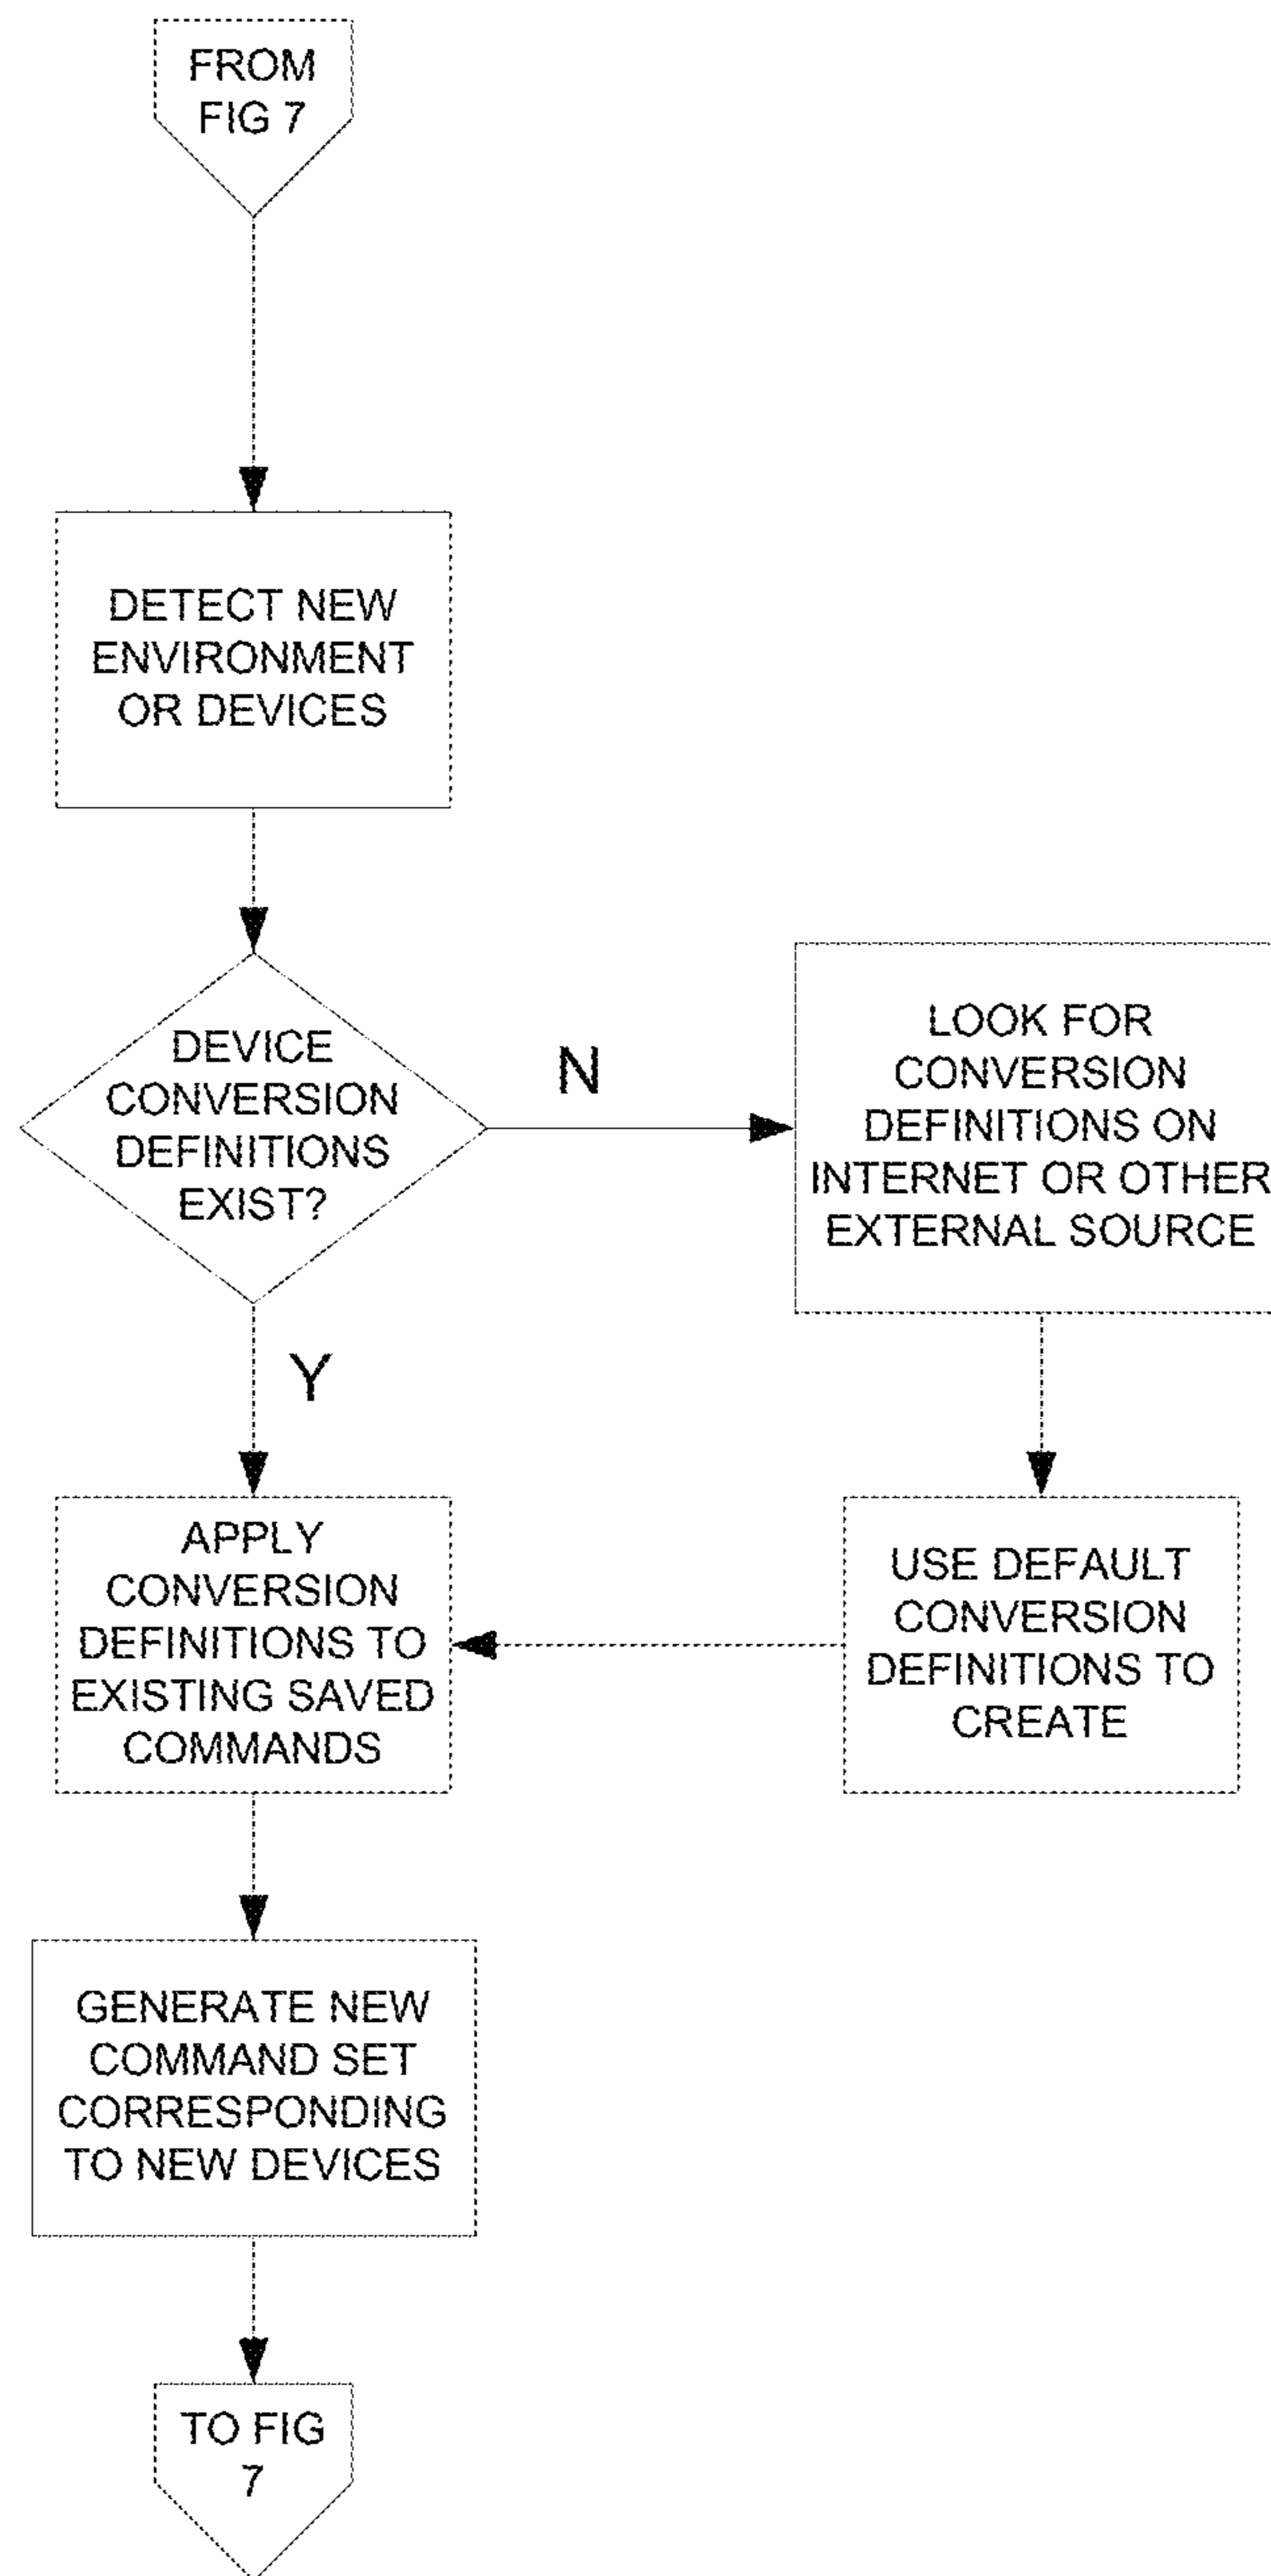 FROM
FIG 7
DETECT NEW
ENVIRONMENT
OR DEVICES
DEVICE
CONVERSION
DEFINITIONS
EXIST?
N
LOOK FOR
CONVERSION
DEFINITIONS ON
INTERNET OR OTHER
EXTERNAL SOURCE
Y
APPLY
CONVERSION
DEFINITIONS TO
EXISTING SAVED
COMMANDS
USE DEFAULT
CONVERSION
DEFINITIONS TO
CREATE
GENERATE NEW
COMMAND SET
CORRESPONDING
TO NEW DEVICES
TO FIG
7